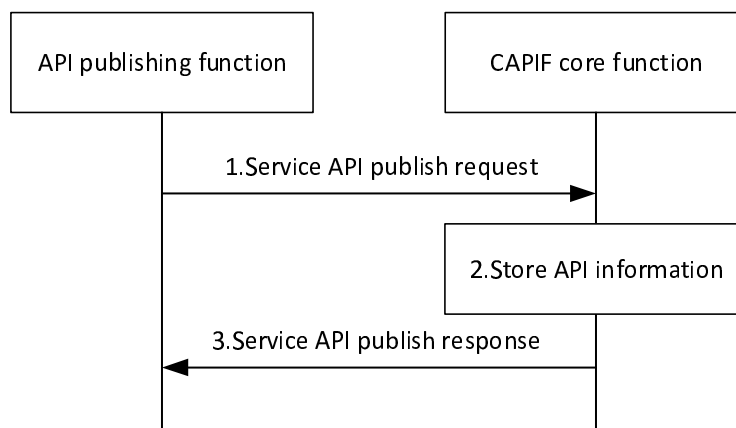 API publishing function
CAPIF core function
1.Service API publish request
2.Store API information
3.Service API publish response